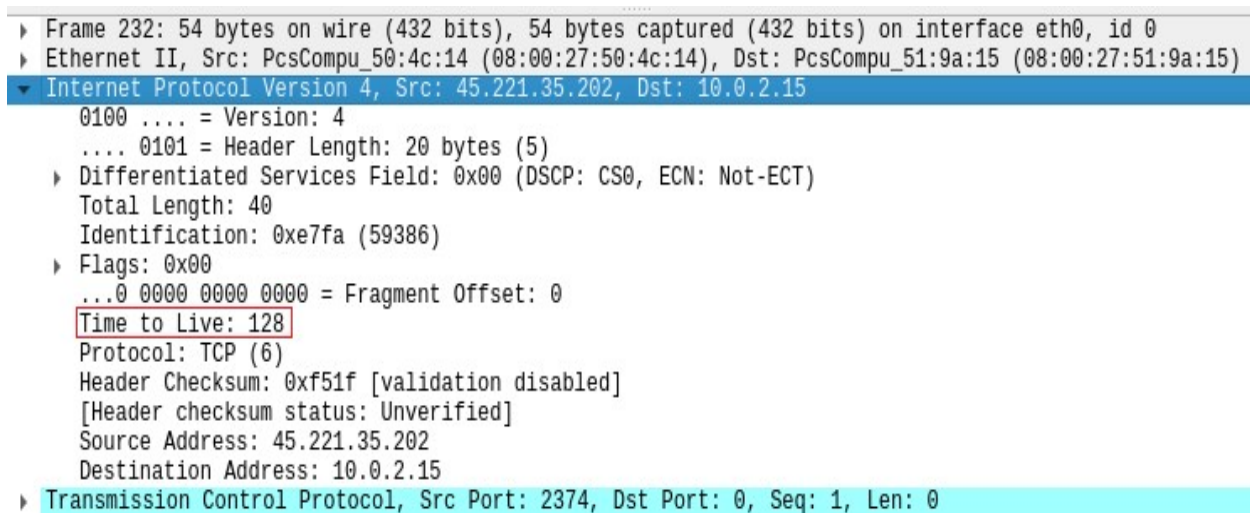 Frame 232: 54 bytes on wire (432 bits), 54 bytes captured (432 bits) on interface eth0, id 0
Ethernet II, Src: PcsCompu_50:4c:14 (08:00:27:50:4c:14), Dst: PcsCompu_51:9a:15 (08:00:27:51:9a:15)
Internet Protocol Version 4, Src: 45.221.35.202, Dst: 10.0.2.15
0100 .... = Version: 4
.... 0101 = Header Length: 20 bytes (5)
Differentiated Services Field: 0x00 (DSCP: CS0, ECN: Not-ECT)
Total Length: 40
Identification: 0xe7fa (59386)
Flags: 0x00
...0 0000 0000 0000 = Fragment Offset: 0
Time to Live: 128
Protocol: TCP (6)
Header Checksum: 0xf51f [validation disabled]
[Header checksum status: Unverified]
Source Address: 45.221.35.202
Destination Address: 10.0.2.15
Transmission Control Protocol, Src Port: 2374, Dst Port: 0, Seq: 1, Len: 0